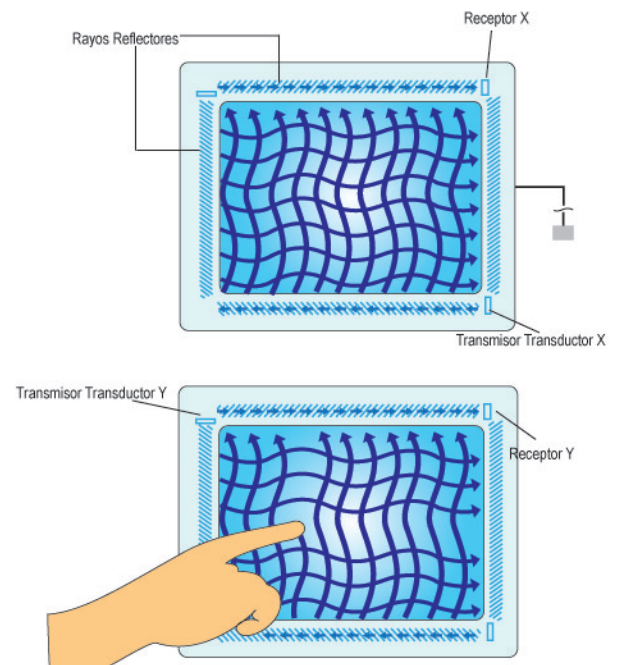 Receptor X
Rayos Reflectores
Transmisor Transductor X
Transmisor Transductor Y
Receptor Y